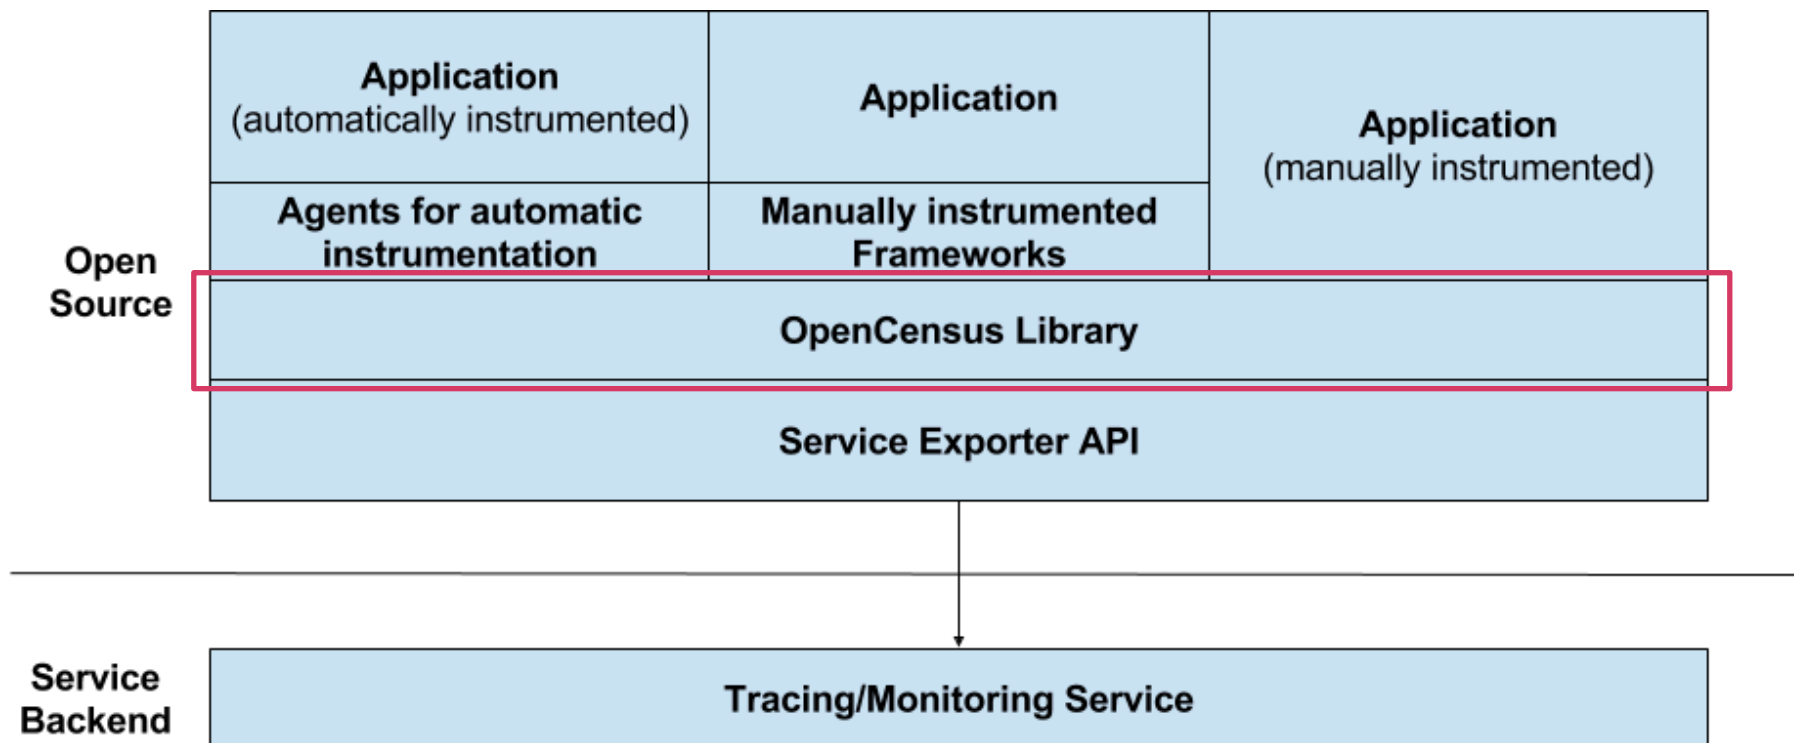 Application
(automatically instrumented)
Application
Application
(manually instrumented)
Agents for automatic
instrumentation
Manually instrumented
Frameworks
Open
Source
OpenCensus Library
Service Exporter API
Service
Backend
Tracing/Monitoring Service